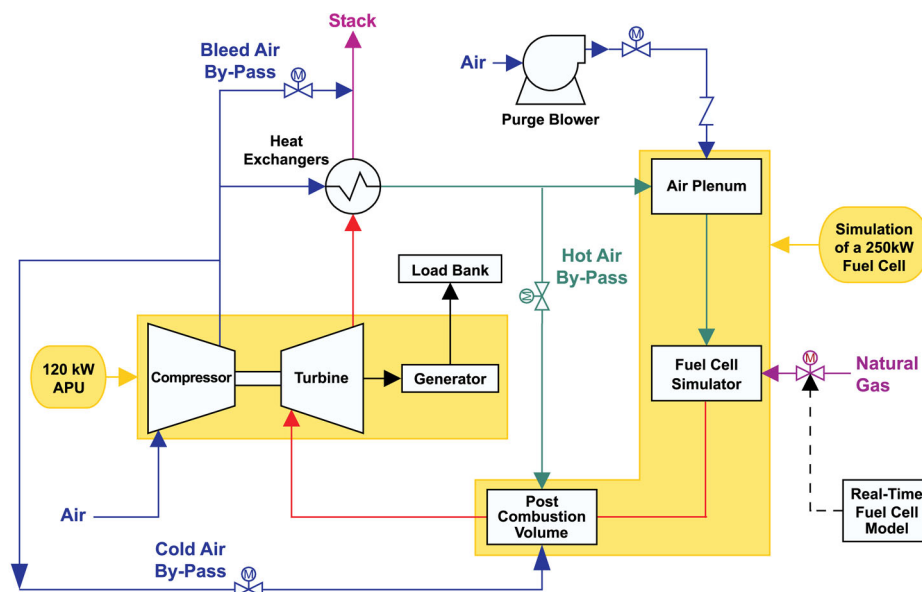 Stack
Bleed Air
By-Pass
M
M
Air
Purge Blower
Heat
Exchangers
Air Plenum
Simulation
of a 250kW
Fuel Cell
Hot Air
By-Pass
M
Load Bank
120 kW
APU
Compressor
Turbine
Generator
Fuel Cell
Simulator
M
Natural
Gas
Air
Post
Combustion
Volume
Real-Time
Fuel Cell
Model
Cold Air
By-Pass
M